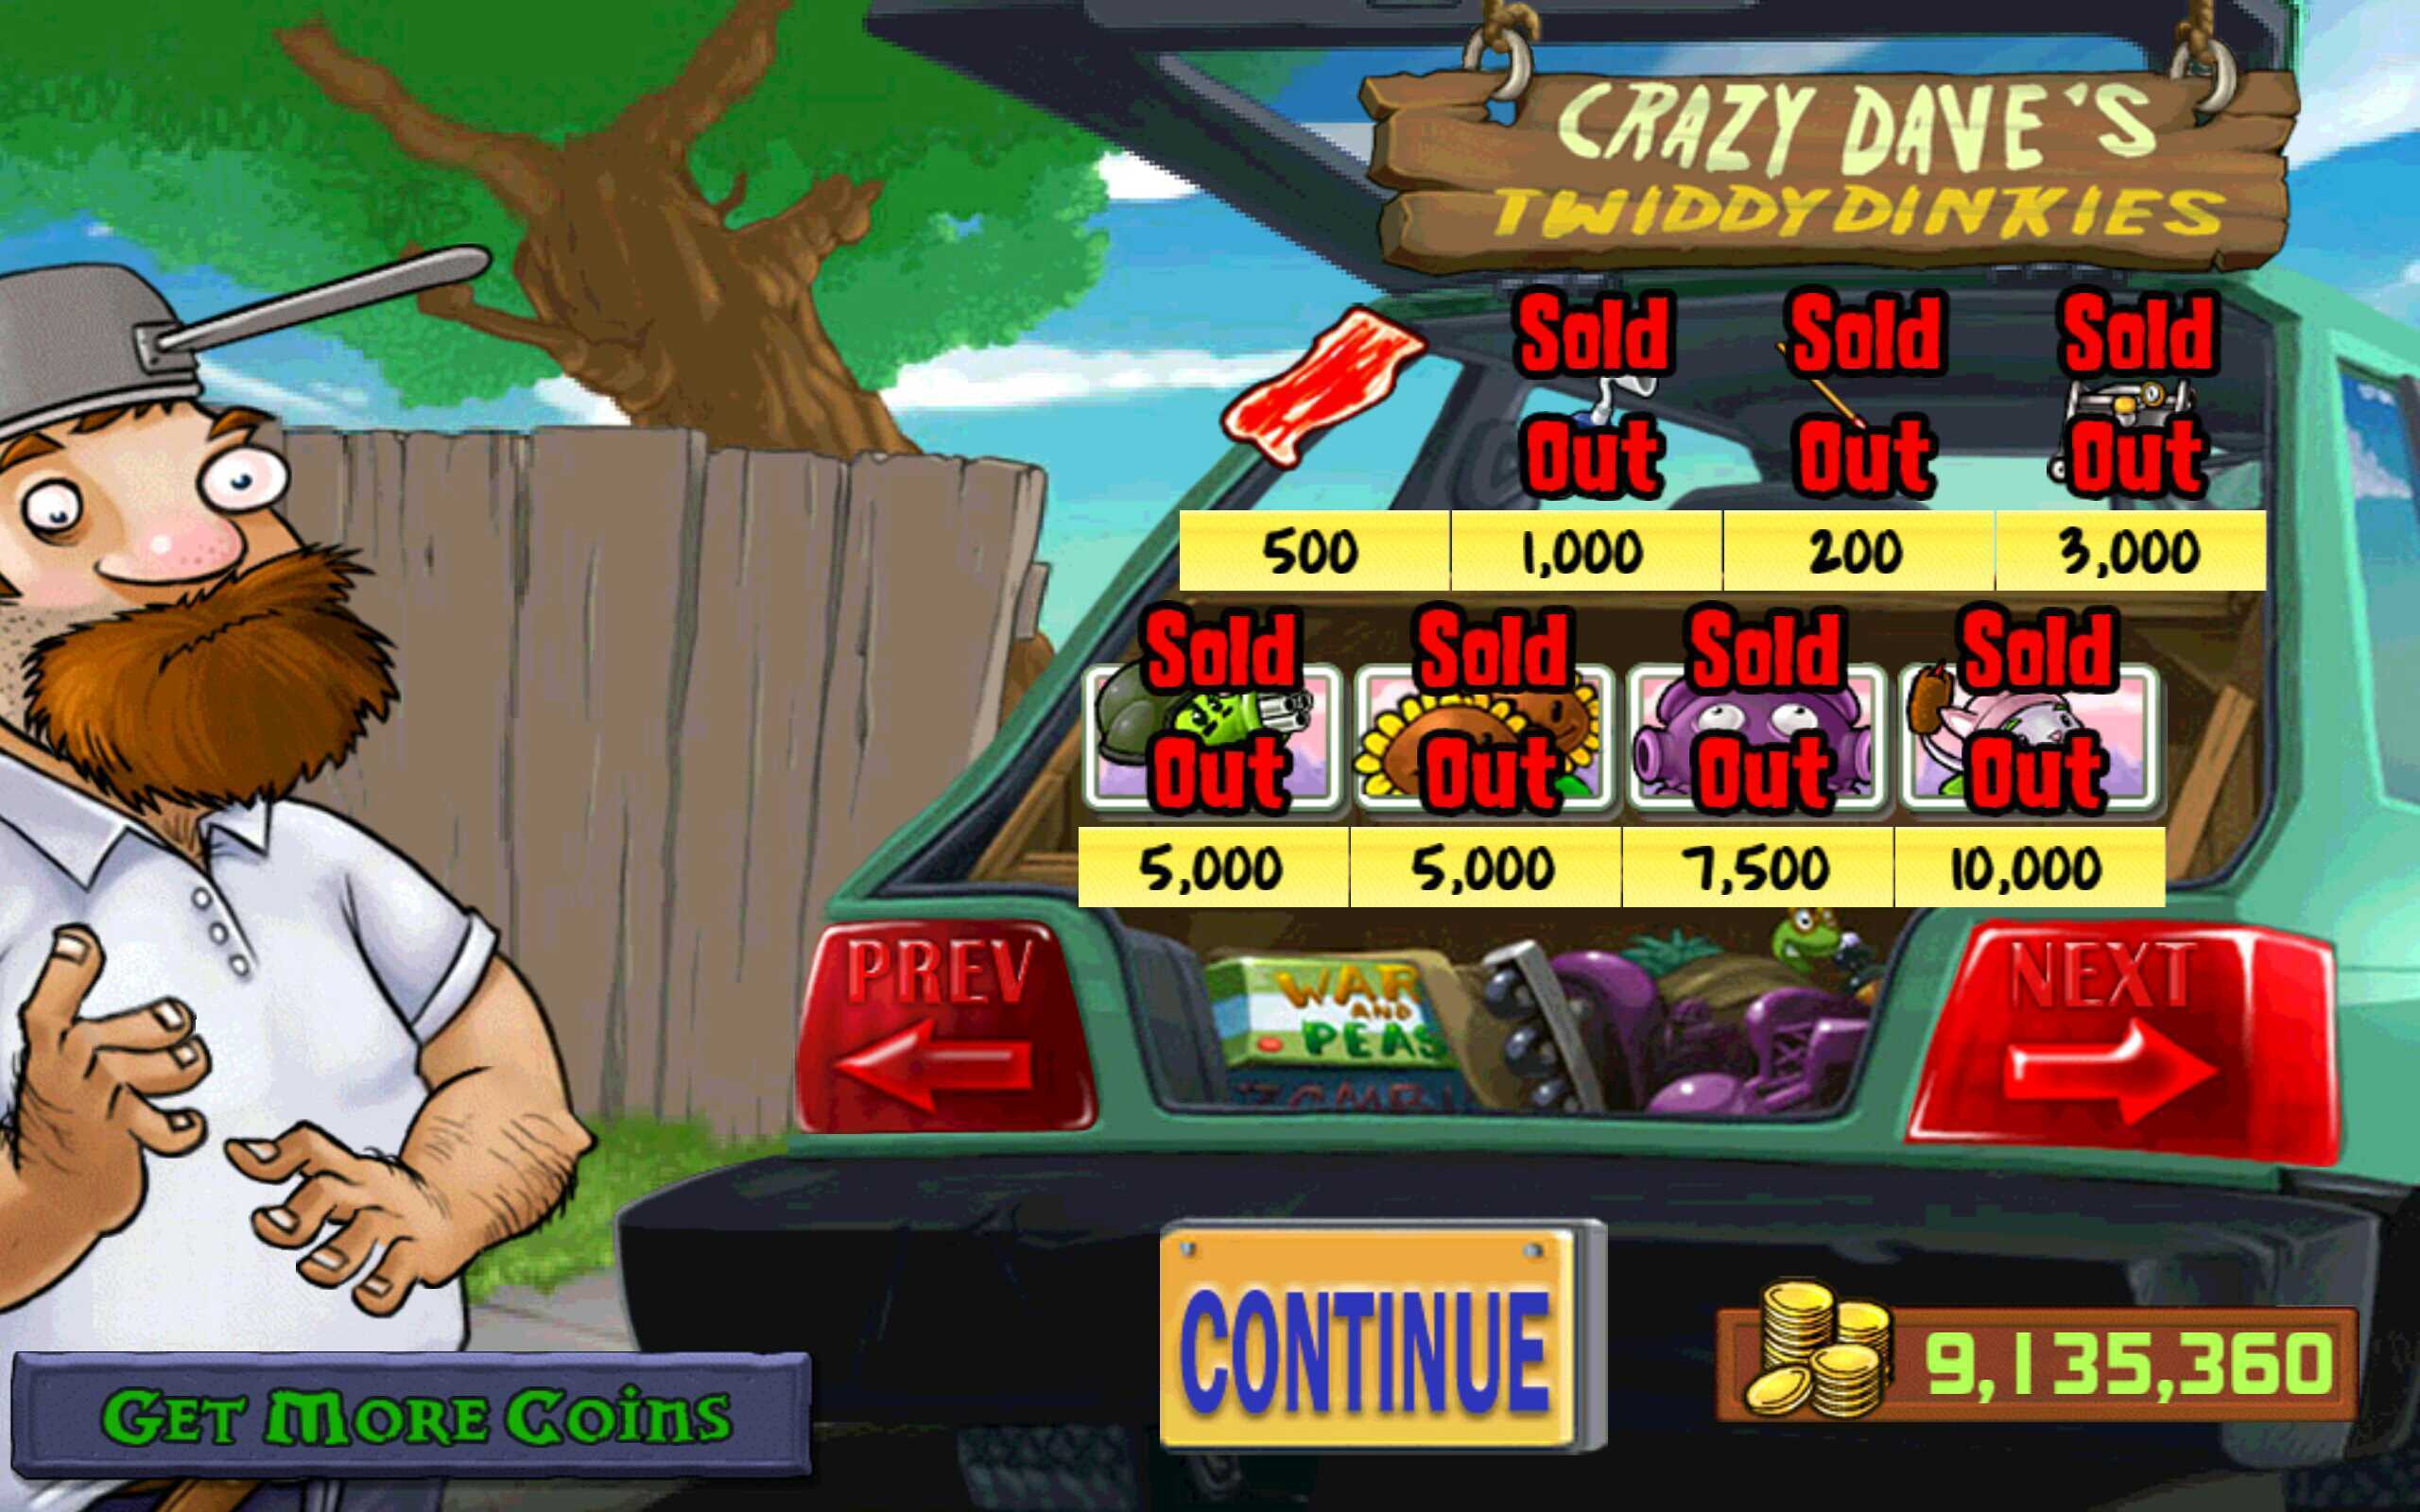 CRAZY DAVE'S
TWIDDYDINKIES
Sold Out
Sold Out
Sold Out
500
1,000
200
3,000
Sold Out
Sold Out
Sold Out
Sold Out
5,000
5,000
7,500
10,000
PREV
WAR
AND
PEAS
NEXT
CONTINUE
9,135,360
GET MORE COINS